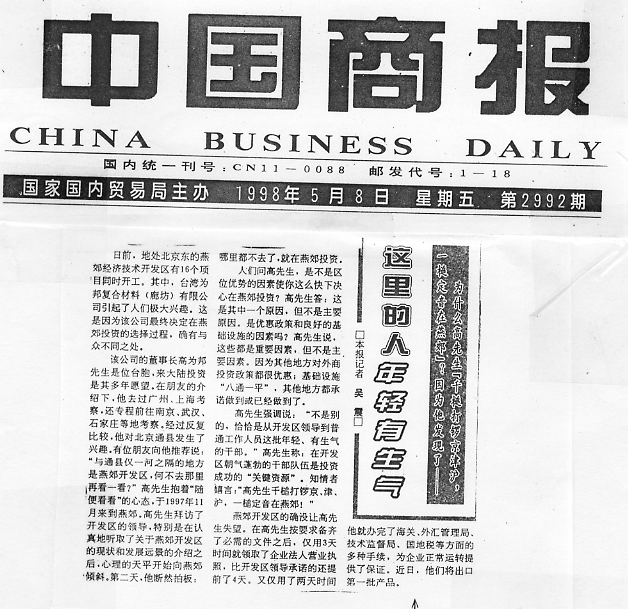 中国商报
CHINA BUSINESS DAILY
国内统一刊号:CN11-0088 邮发代号:1-18
国家国内贸易局主办 1998年5月8日 星期五 第2992期
为什么高先生“千槌打锣京津沪,
一槌定音在燕郊”?因为他发现了——
这里的人年轻有生气
□本报记者 吴震□
日前,地处北京东的燕
郊经济技术开发区有16个项
目同时开工。其中,台湾为
邦复合材料(廊坊)有限公
司引起了人们极大兴趣。这
是因为该公司最终决定在燕
郊投资的选择过程,确有与
众不同之处。
该公司的董事长高为邦
先生是位台胞,来大陆投资
是其多年愿望。在朋友的介
绍下,他去过广州、上海考
察,还专程前往南京、武汉、
石家庄等地考察。经过反复
比较,他对北京通县发生了
兴趣。有位朋友向他推荐说:
“与通县仅一河之隔的地方
是燕郊开发区,何不去那里
再看一看?”高先生抱着“随
便看看”的心态,于1997年11
月来到燕郊。高先生拜访了
开发区的领导,特别是在认
真地听取了关于燕郊开发区
的现状和发展远景的介绍之
后,心理的天平开始向燕郊
倾斜。第二天,他断然拍板:
哪里都不去了,就在燕郊投资。
人们问高先生,是不是区
位优势的因素使你这么快下决
心在燕郊投资?高先生答:这
是其中一个原因,但不是主要
原因。是优惠政策和良好的基
础设施的因素吗?高先生说,
这些都是重要因素,但不是主
要因素。因为其他地方对外商
投资政策都很优惠;基础设施
“八通一平”,其他地方都承
诺做到或已经做到了。
高先生强调说:“不是别
的,恰恰是从开发区领导到普
通工作人员这批年轻、有生气
的干部。”高先生称:在开发
区朝气蓬勃的干部队伍是投资
成功的“关键资源”。知情者
镐言:“高先生千槌打锣京、津、
沪,一槌定音在燕郊!”
燕郊开发区的确没让高先
生失望。在高先生按要求备齐
了必需的文件之后,仅用3天
时间就领取了企业法人营业执
照,比开发区领导承诺的还提
前了4天。又仅用了两天时间
他就办完了海关、外汇管理局、
技术监督局、国地税等方面的
多种手续,为企业正常运转提
供了保证。近日,他们将出口
第一批产品。